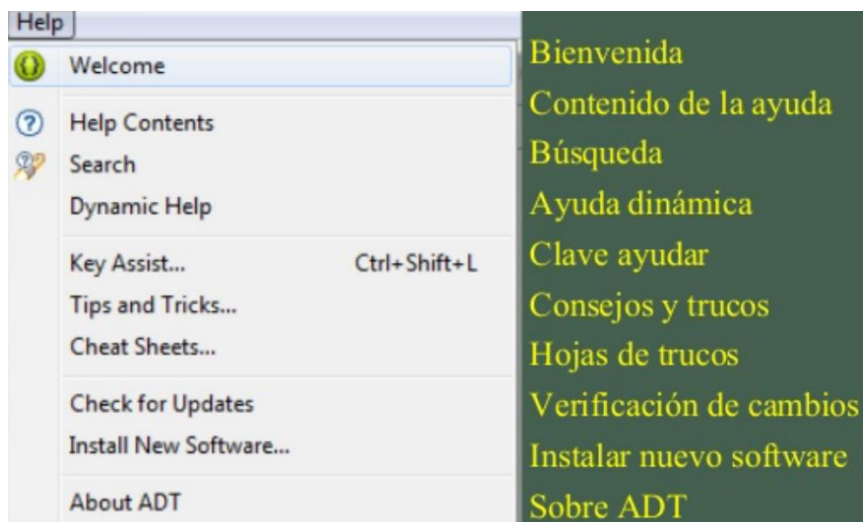 Help
Welcome
Help Contents
Search
Dynamic Help
Key Assist... Ctrl+Shift+L
Tips and Tricks...
Cheat Sheets...
Check for Updates
Install New Software...
About ADT
Bienvenida
Contenido de la ayuda
Búsqueda
Ayuda dinámica
Clave ayudar
Consejos y trucos
Hojas de trucos
Verificación de cambios
Instalar nuevo software
Sobre ADT